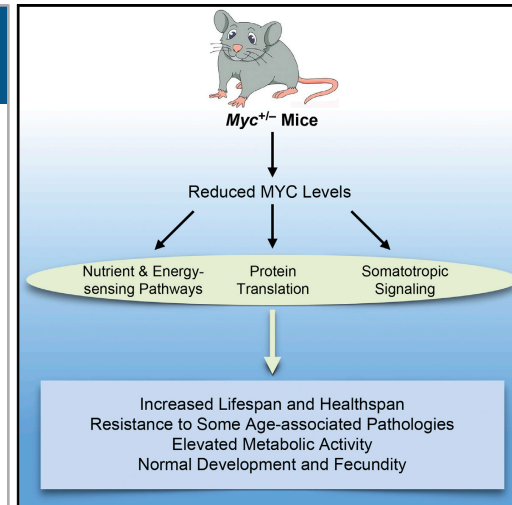 Myc+/– Mice
Reduced MYC Levels
Nutrient & Energy-
sensing Pathways
Protein
Translation
Somatotropic
Signaling
Increased Lifespan and Healthspan
Resistance to Some Age-associated Pathologies
Elevated Metabolic Activity
Normal Development and Fecundity